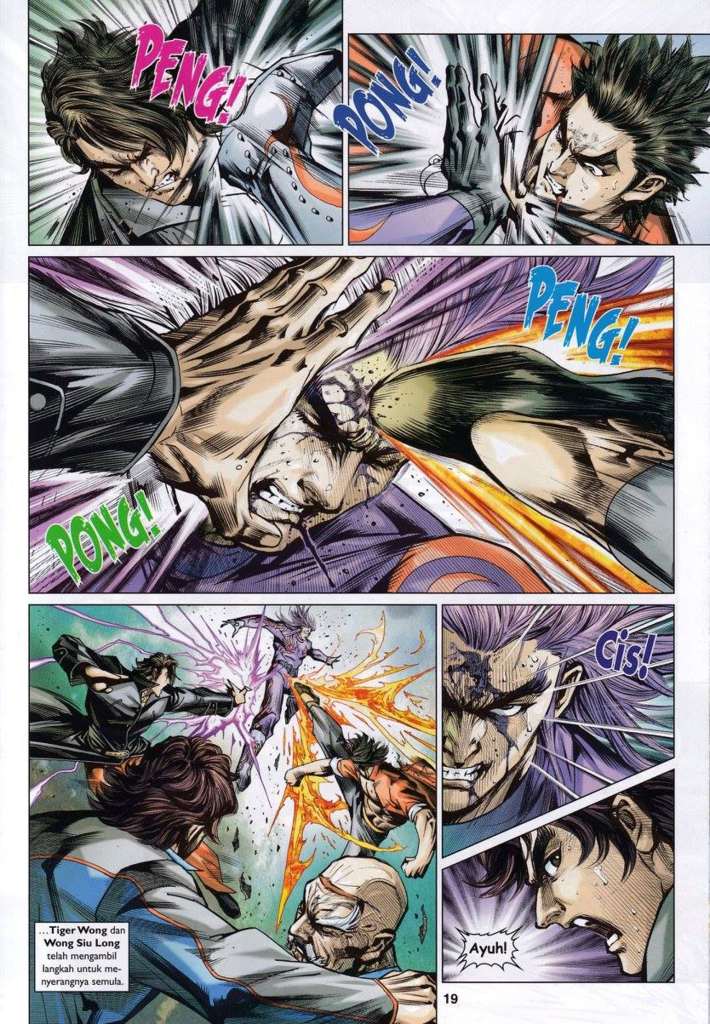 PENG!
PONG!
PENG!
PONG!
...Tiger Wong dan
Wong Siu Long
telah mengambil
langkah untuk me-
nyerangnya semula.
Cis!
Ayuh!
19